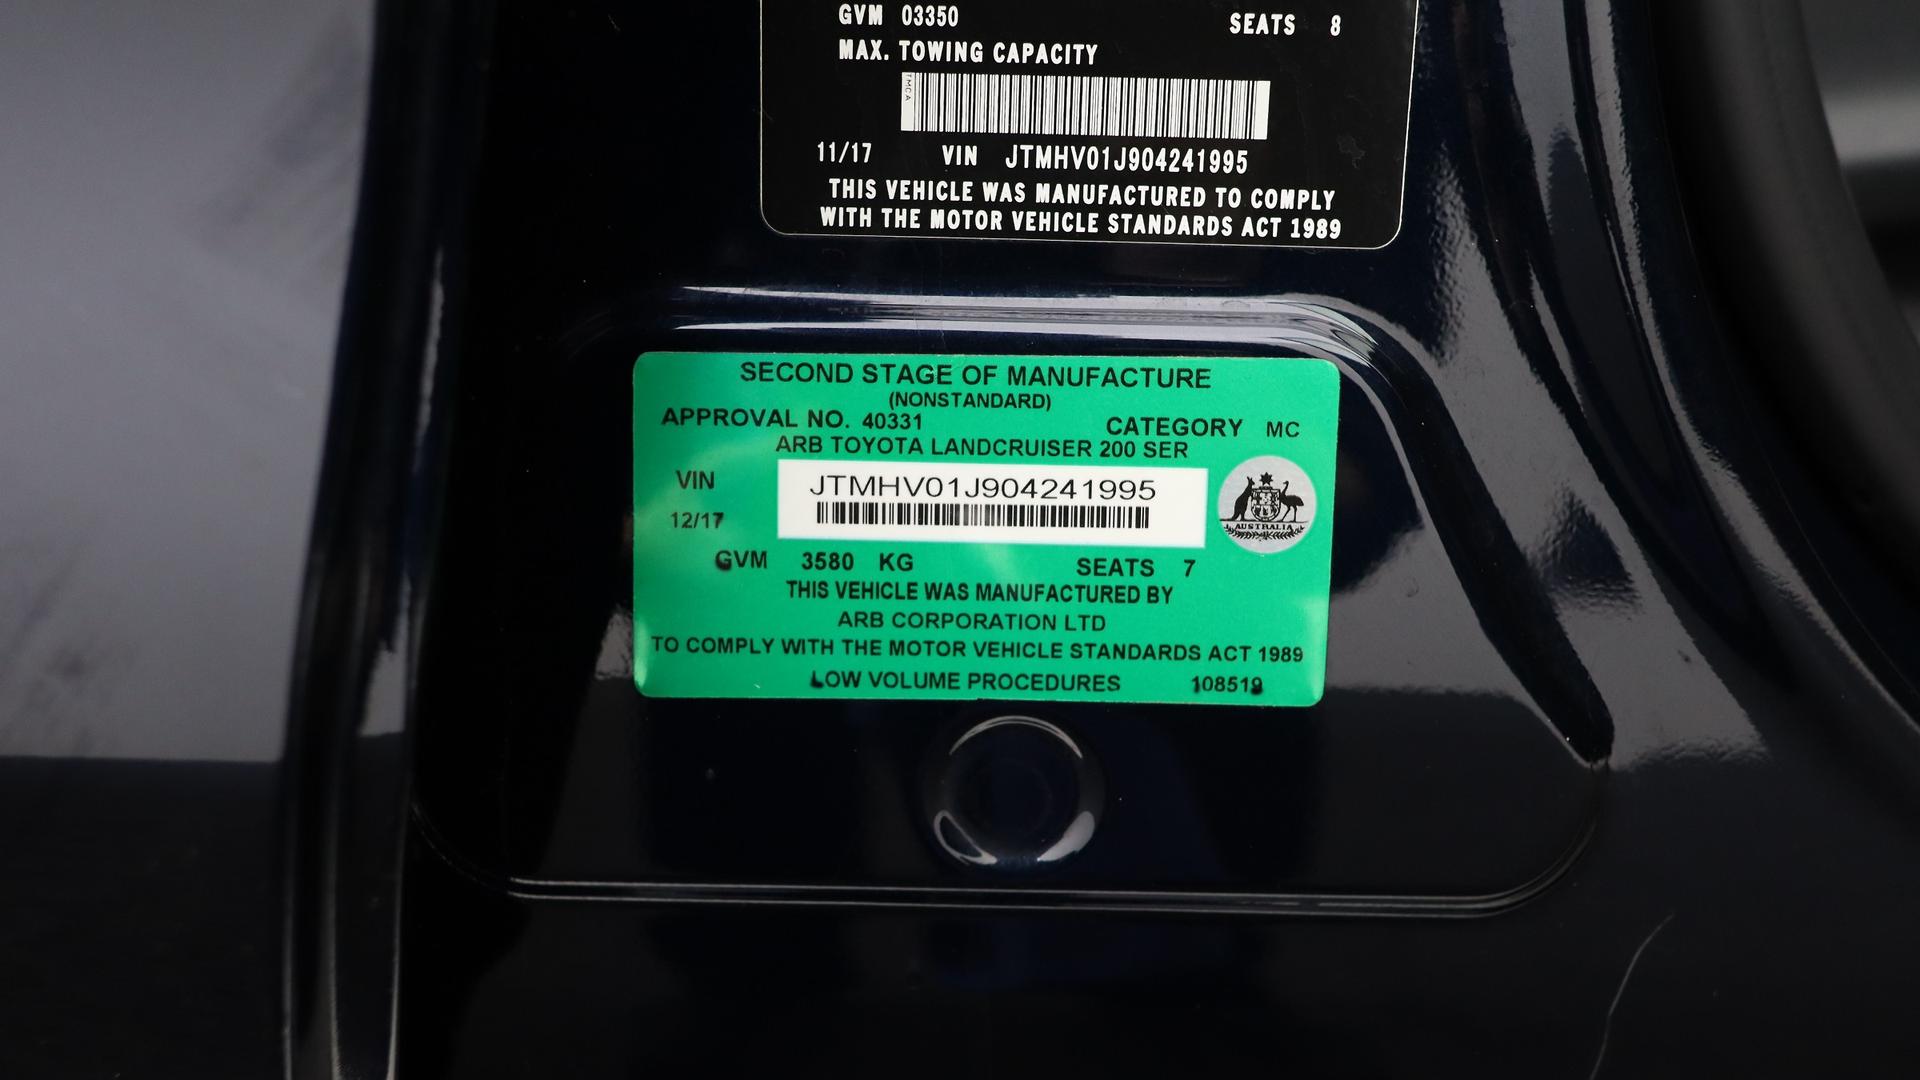 GVM 03350 SEATS 8
MAX. TOWING CAPACITY
TMCA
11/17 VIN JTMHV01J904241995
THIS VEHICLE WAS MANUFACTURED TO COMPLY
WITH THE MOTOR VEHICLE STANDARDS ACT 1989
SECOND STAGE OF MANUFACTURE
(NONSTANDARD)
APPROVAL NO. 40331 CATEGORY MC
ARB TOYOTA LANDCRUISER 200 SER
VIN JTMHV01J904241995
12/17
AUSTRALIA
GVM 3580 KG SEATS 7
THIS VEHICLE WAS MANUFACTURED BY
ARB CORPORATION LTD
TO COMPLY WITH THE MOTOR VEHICLE STANDARDS ACT 1989
LOW VOLUME PROCEDURES 108519